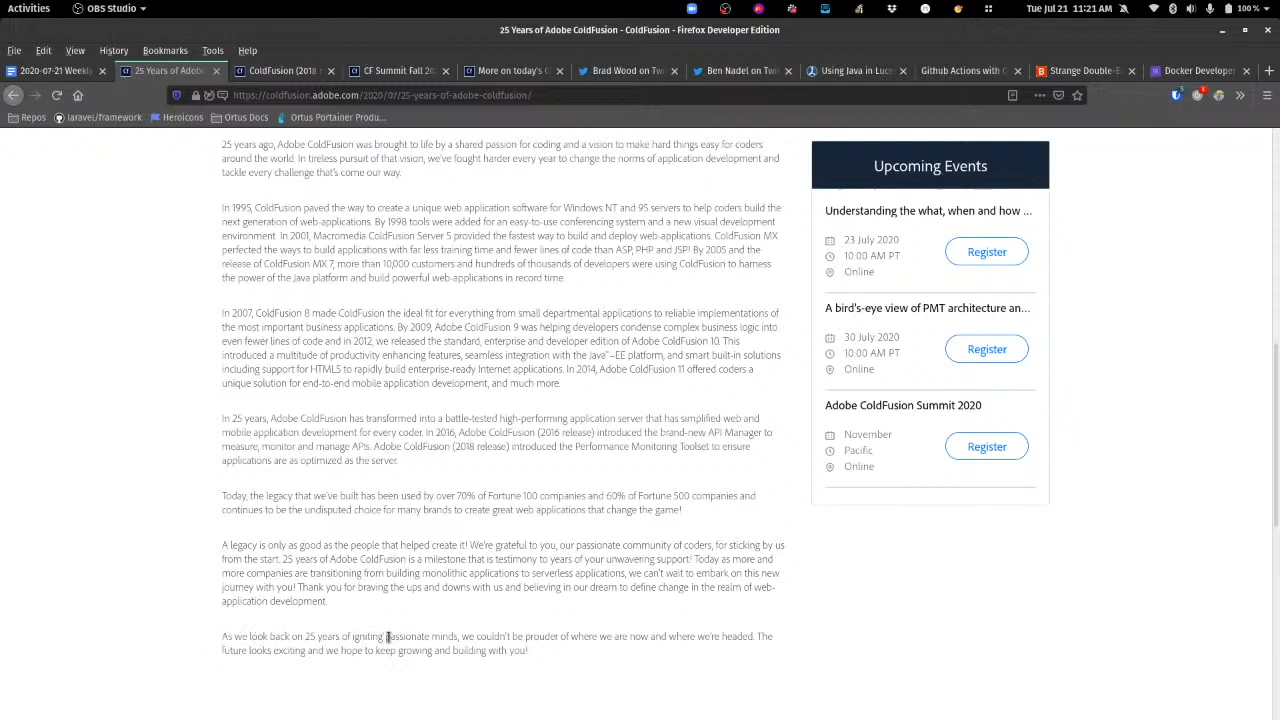 Activities
OBS Studio
Tue Jul 21 11:21 AM
100 %
25 Years of Adobe ColdFusion - ColdFusion - Firefox Developer Edition
File Edit View History Bookmarks Tools Help
2020-07-21 Weekly
25 Years of Adob
ColdFusion (2018 r
CF Summit Fall 202
More on today's C
Brad Wood on Tw
Ben Nadel on Twit
Using Java in Luce
Github Actions with C
Strange Double-E
Docker Developer
https://coldfusion.adobe.com/2020/07/25-years-of-adobe-coldfusion/
Repos laravel/framework Heroicons Ortus Docs Ortus Portainer Produ...
25 years ago, Adobe ColdFusion was brought to life by a shared passion for coding and a vision to make hard things easy for coders
around the world. In tireless pursuit of that vision, we've fought harder every year to change the norms of application development and
tackle every challenge that's come our way.
In 1995, ColdFusion paved the way to create a unique web application software for Windows NT and 95 servers to help coders build the
next generation of web-applications. By 1998 tools were added for an easy-to-use conferencing system and a new visual development
environment. In 2001, Macromedia ColdFusion Server 5 provided the fastest way to build and deploy web-applications. ColdFusion MX
perfected the ways to build applications with far less training time and fewer lines of code than ASP, PHP and JSP! By 2005 and the
release of ColdFusion MX 7, more than 10,000 customers and hundreds of thousands of developers were using ColdFusion to harness
the power of the Java platform and build powerful web-applications in record time.
In 2007, ColdFusion 8 made ColdFusion the ideal fit for everything from small departmental applications to reliable implementations of
the most important business applications. By 2009, Adobe ColdFusion 9 was helping developers condense complex business logic into
even fewer lines of code and in 2012, we released the standard, enterprise and developer edition of Adobe ColdFusion 10. This
introduced a multitude of productivity enhancing features, seamless integration with the Java™–EE platform, and smart built-in solutions
including support for HTML5 to rapidly build enterprise-ready Internet applications. In 2014, Adobe ColdFusion 11 offered coders a
unique solution for end-to-end mobile application development, and much more.
In 25 years, Adobe ColdFusion has transformed into a battle-tested high-performing application server that has simplified web and
mobile application development for every coder. In 2016, Adobe ColdFusion (2016 release) introduced the brand-new API Manager to
measure, monitor and manage APIs. Adobe ColdFusion (2018 release) introduced the Performance Monitoring Toolset to ensure
applications are as optimized as the server.
Today, the legacy that we've built has been used by over 70% of Fortune 100 companies and 60% of Fortune 500 companies and
continues to be the undisputed choice for many brands to create great web applications that change the game!
A legacy is only as good as the people that helped create it! We're grateful to you, our passionate community of coders, for sticking by us
from the start. 25 years of Adobe ColdFusion is a milestone that is testimony to years of your unwavering support! Today as more and
more companies are transitioning from building monolithic applications to serverless applications, we can't wait to embark on this new
journey with you! Thank you for braving the ups and downs with us and believing in our dream to define change in the realm of web-
application development.
As we look back on 25 years of igniting passionate minds, we couldn't be prouder of where we are now and where we're headed. The
future looks exciting and we hope to keep growing and building with you!
Upcoming Events
Understanding the what, when and how ...
23 July 2020
10:00 AM PT
Online
Register
A bird's-eye view of PMT architecture an...
30 July 2020
10:00 AM PT
Online
Register
Adobe ColdFusion Summit 2020
November
Pacific
Online
Register